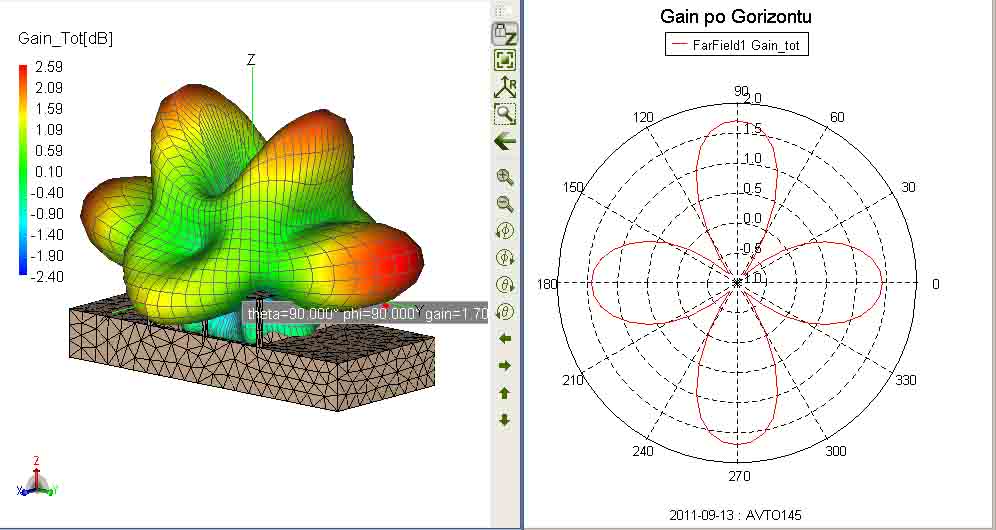 Gain_Tot[dB]
2.59
2.09
1.59
1.09
0.59
0.10
-0.40
-0.90
-1.40
-1.90
-2.40
Z
Y
theta=90.000° phi=90.000° gain=1.70
Z
X
Y
Z
R
Gain po Gorizontu
FarField1 Gain_tot
90
2.0
120
60
1.5
1.0
150
30
0.5
0.0
-0.5
180
0
210
330
240
300
270
2011-09-13 : AVTO145